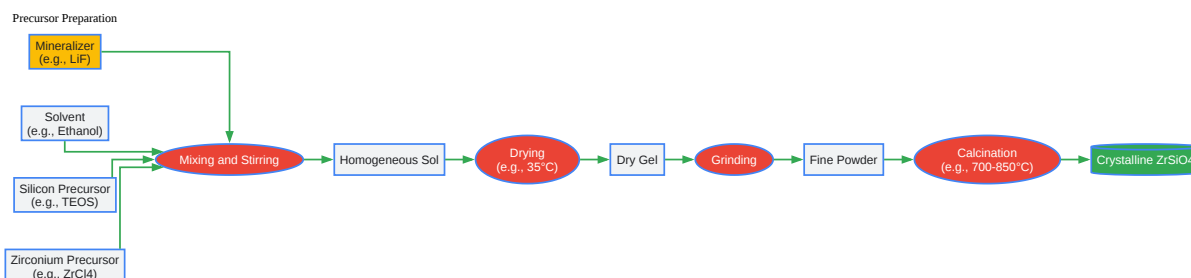 Precursor Preparation
Mineralizer
(e.g., LiF)
Solvent
(e.g., Ethanol)
Silicon Precursor
(e.g., TEOS)
Zirconium Precursor
(e.g., ZrCl4)
Mixing and Stirring
Homogeneous Sol
Drying
(e.g., 35°C)
Dry Gel
Grinding
Fine Powder
Calcination
(e.g., 700-850°C)
Crystalline ZrSiO4